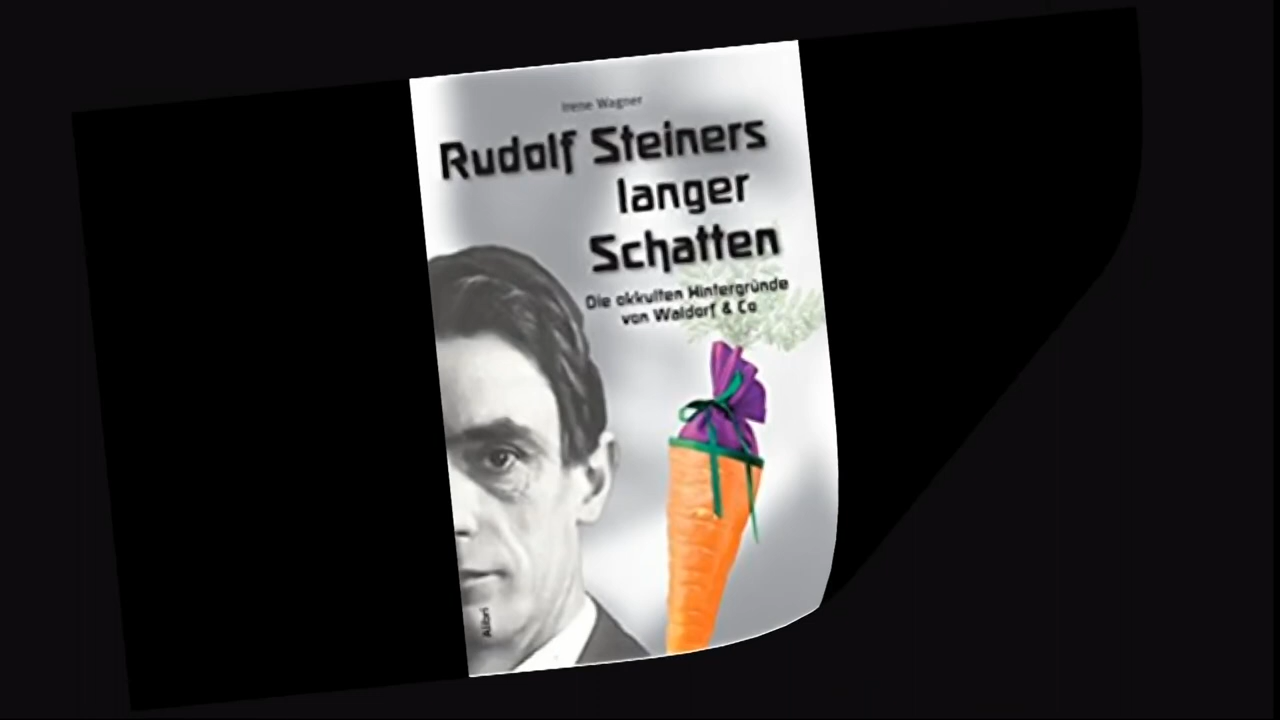 Irene Wagner
Rudolf Steiners
langer
Schatten
Die okkulten Hintergründe
von Waldorf & Co
Alibri